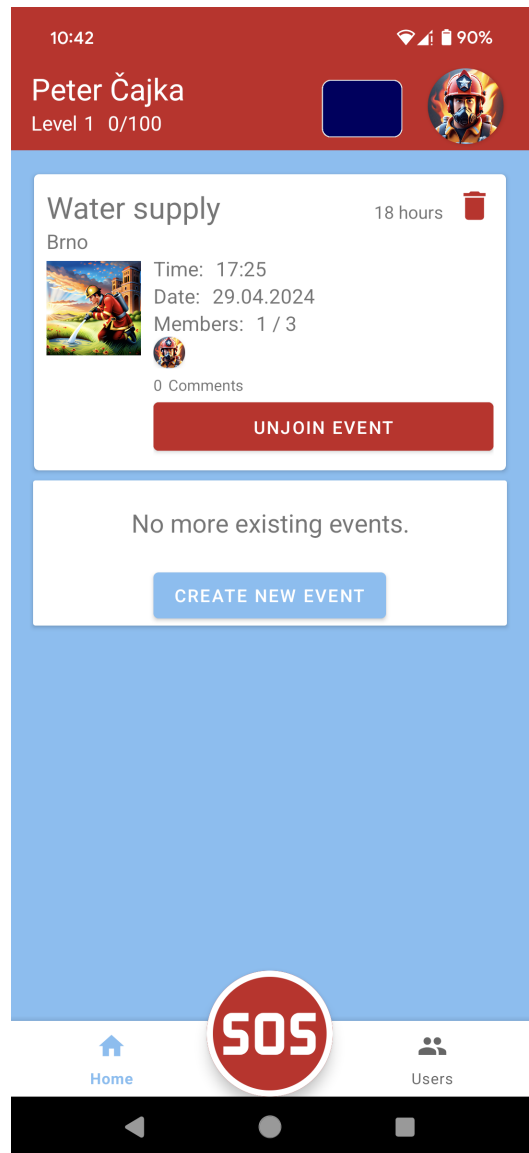 10:42 90%
Peter Čajka
Level 1 0/100
Water supply 18 hours
Brno
Time: 17:25
Date: 29.04.2024
Members: 1 / 3
0 Comments
UNJOIN EVENT
No more existing events.
CREATE NEW EVENT
SOS
Home Users